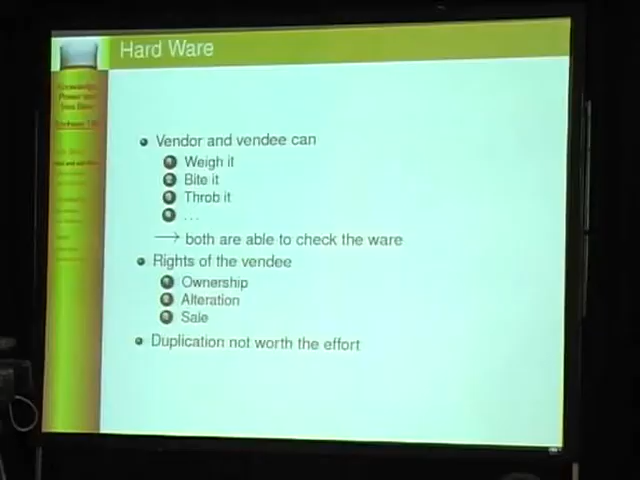 Hard Ware
Vendor and vendee can
Weigh it
Bite it
Throb it
...
→ both are able to check the ware
Rights of the vendee
Ownership
Alteration
Sale
Duplication not worth the effort